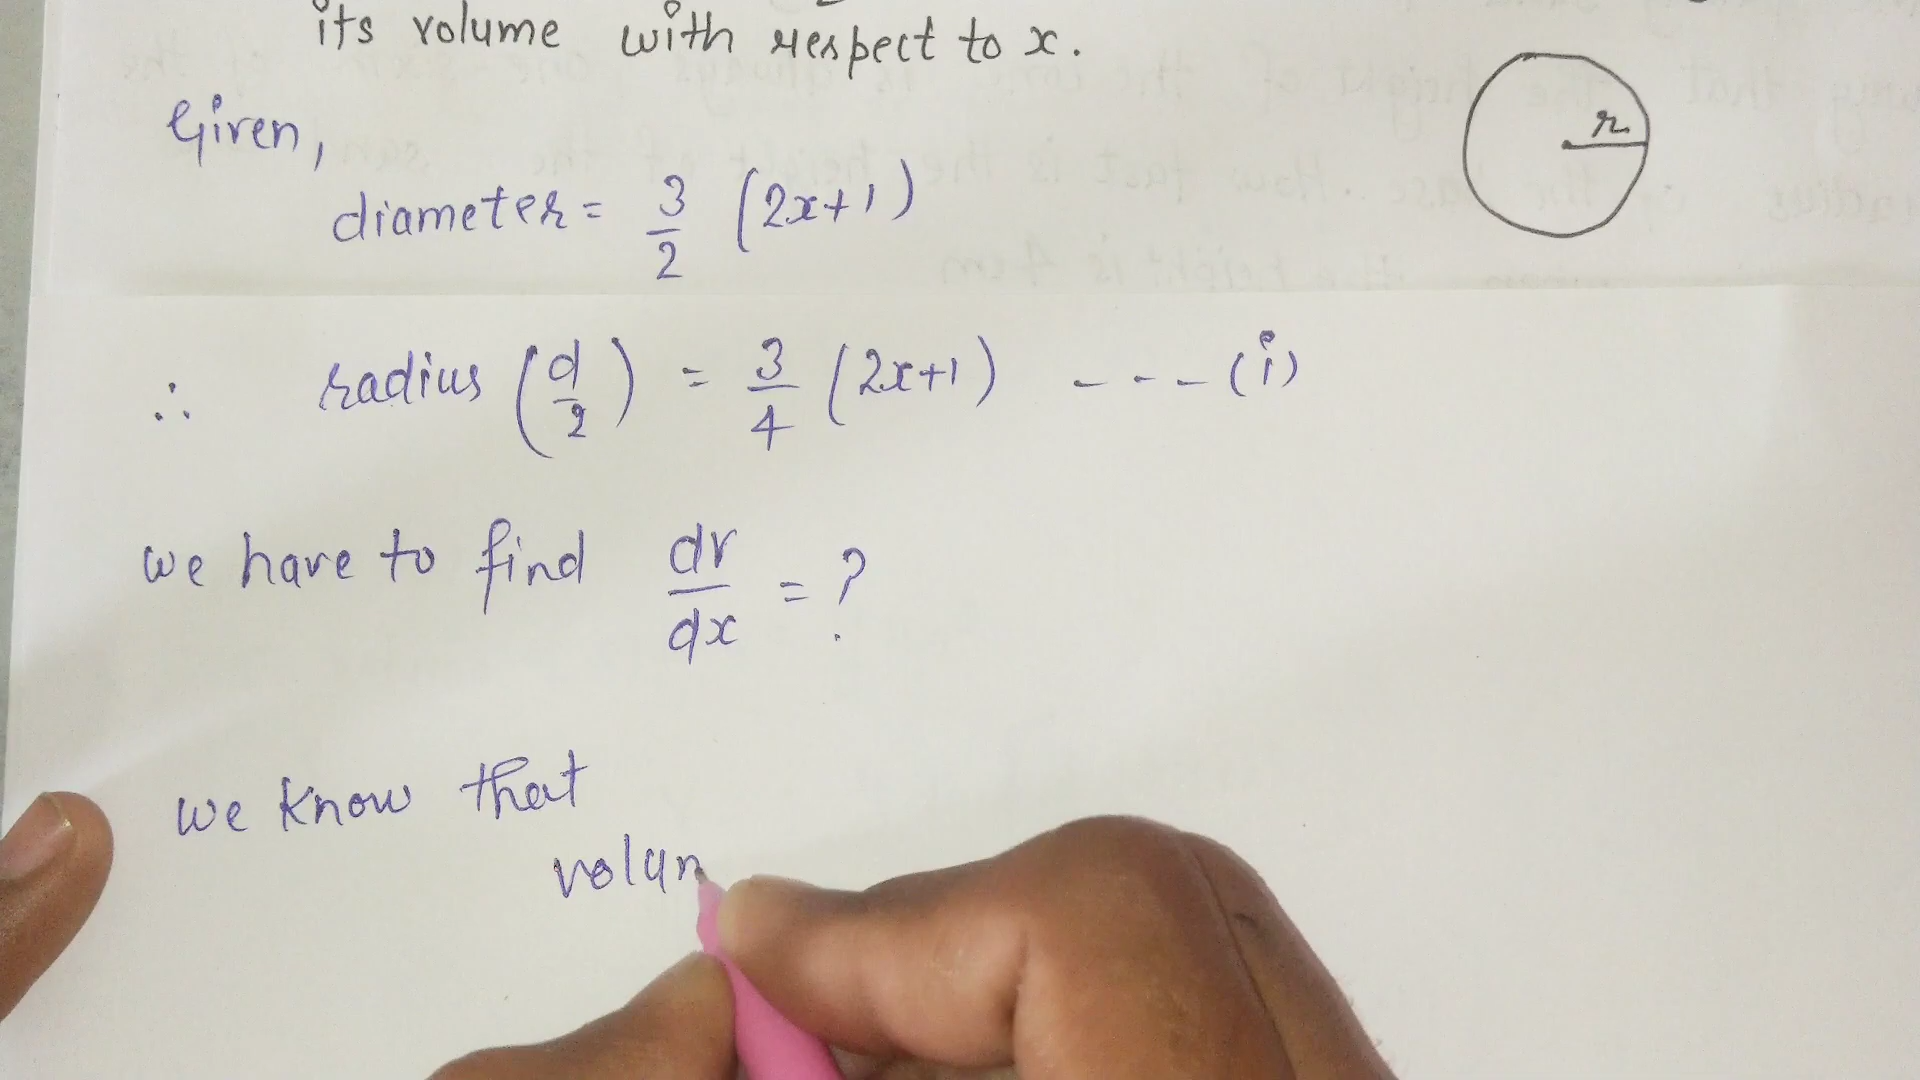 its volume with respect to x.
r
Given,
diameter = 3/2 (2x+1)
∴ radius (d/2) = 3/4 (2x+1) - - - (i)
we have to find dv/dx = ?
we know that
volum